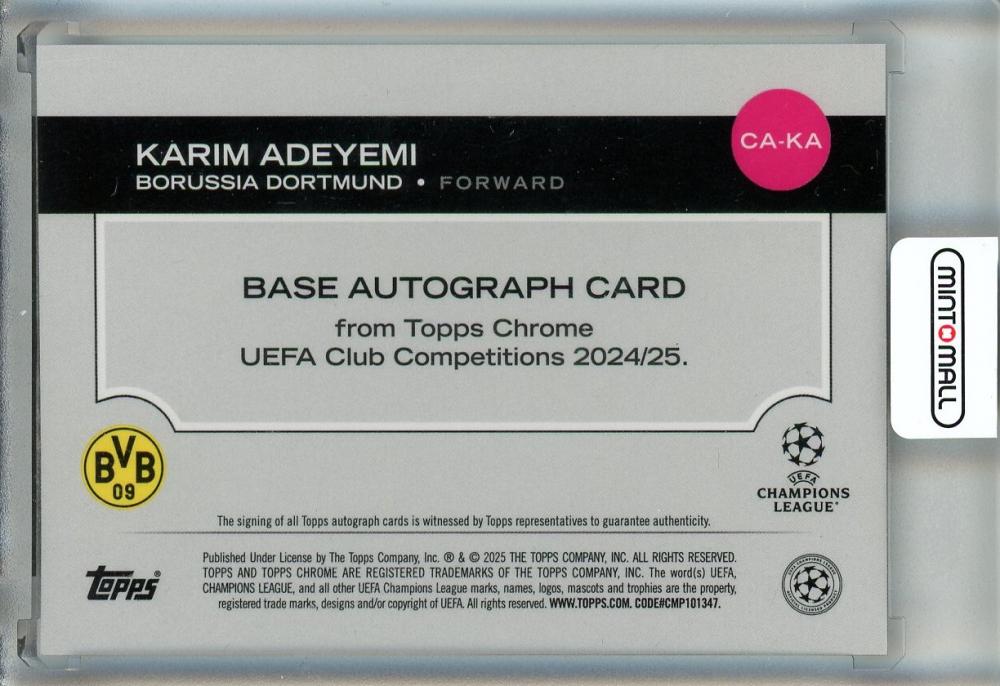 KARIM ADEYEMI
BORUSSIA DORTMUND • FORWARD
CA-KA
BASE AUTOGRAPH CARD
from Topps Chrome
UEFA Club Competitions 2024/25.
MINTOMALL
BVB
09
UEFA
CHAMPIONS
LEAGUE®
The signing of all Topps autograph cards is witnessed by Topps representatives to guarantee authenticity.
TOPPS®
Published Under License by The Topps Company, Inc. ® & © 2025 THE TOPPS COMPANY, INC. ALL RIGHTS RESERVED.
TOPPS AND TOPPS CHROME ARE REGISTERED TRADEMARKS OF THE TOPPS COMPANY, INC. The word(s) UEFA,
CHAMPIONS LEAGUE, and all other UEFA Champions League marks, names, logos, mascots and trophies are the property,
registered trade marks, designs and/or copyright of UEFA. All rights reserved. WWW.TOPPS.COM. CODE#CMP101347.